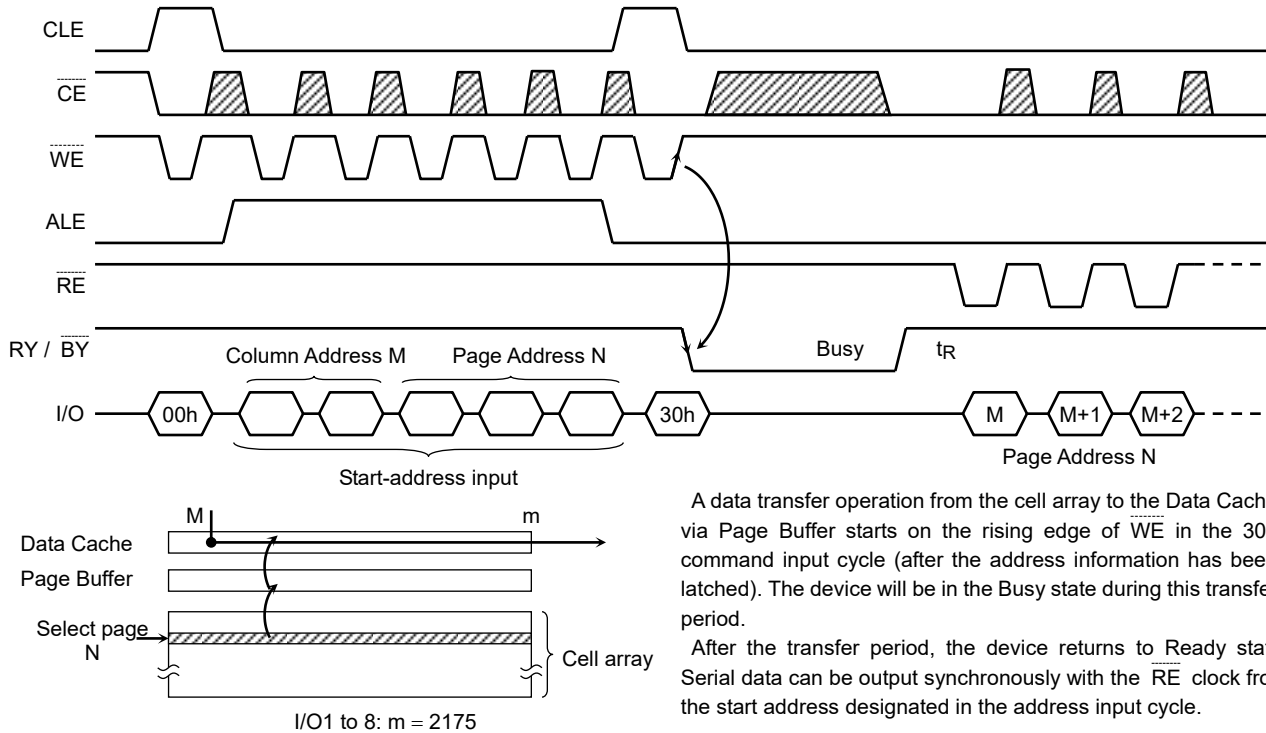 CLE
CE
WE
ALE
RE
RY / BY
Column Address M Page Address N
Busy tR
I/O 00h 30h M M+1 M+2
Start-address input
Page Address N
M m
Data Cache
Page Buffer
Select page
N
Cell array
I/O1 to 8: m = 2175
A data transfer operation from the cell array to the Data Cach
via Page Buffer starts on the rising edge of WE in the 30
command input cycle (after the address information has bee
latched). The device will be in the Busy state during this transfe
period.
After the transfer period, the device returns to Ready stat
Serial data can be output synchronously with the RE clock fro
the start address designated in the address input cycle.